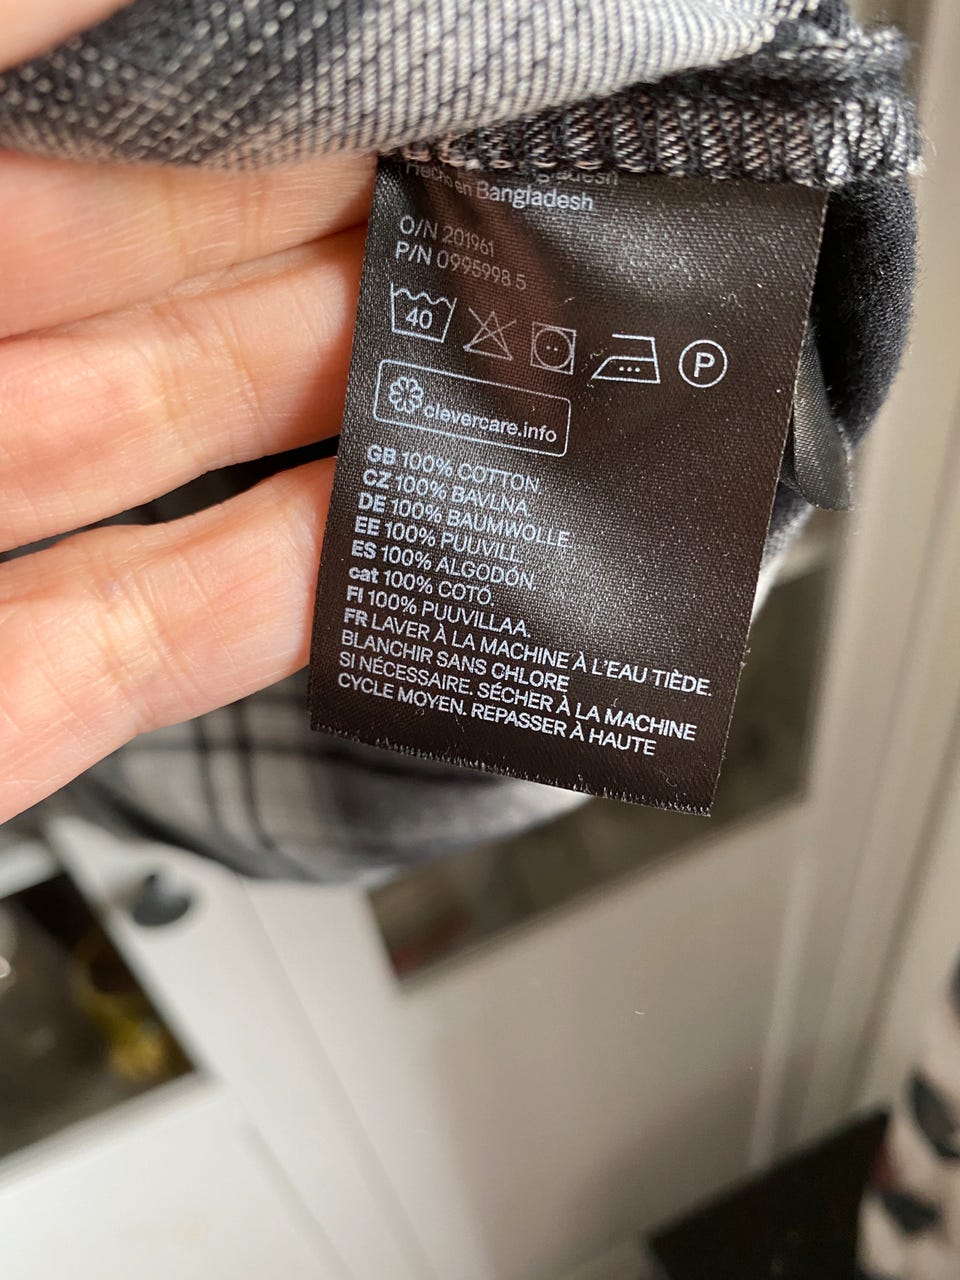 Hecho en Bangladesh
O/N 201961
P/N 0995998 5
40 P
clevercare.info
GB 100% COTTON
CZ 100% BAVLNA
DE 100% BAUMWOLLE
EE 100% PUUVILL
ES 100% ALGODÓN
cat 100% COTÓ.
FI 100% PUUVILLAA.
FR LAVER À LA MACHINE À L'EAU TIÈDE.
BLANCHIR SANS CHLORE
SI NÉCESSAIRE. SÉCHER À LA MACHINE
CYCLE MOYEN. REPASSER À HAUTE